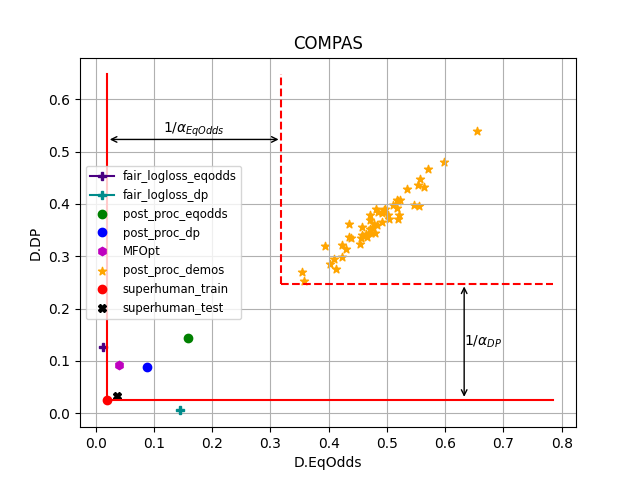 COMPAS
D.DP
0.6
0.5
0.4
0.3
0.2
0.1
0.0
1/α_EqOdds
fair_logloss_eqodds
fair_logloss_dp
post_proc_eqodds
post_proc_dp
MFOpt
post_proc_demos
superhuman_train
superhuman_test
1/α_DP
0.0 0.1 0.2 0.3 0.4 0.5 0.6 0.7 0.8
D.EqOdds